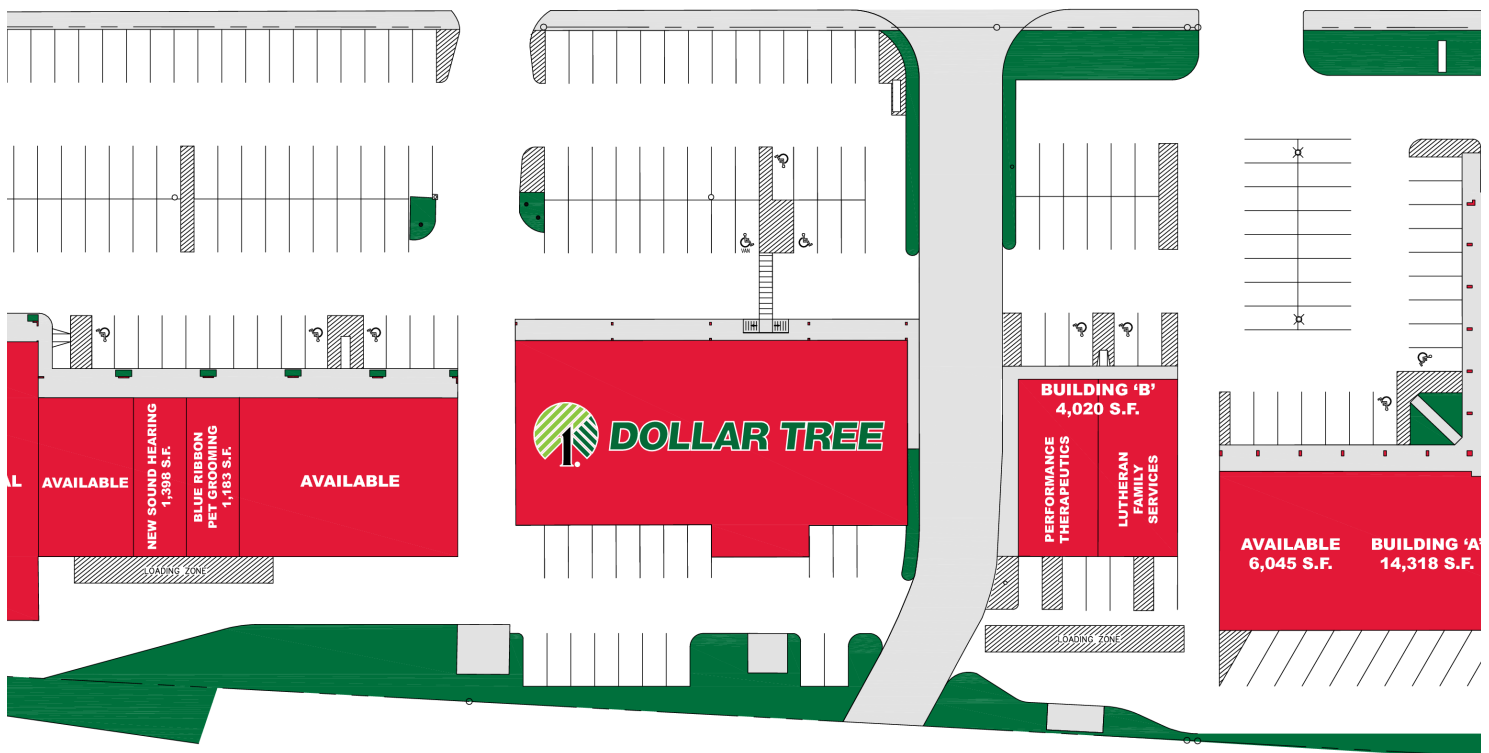 VAN
AL
AVAILABLE
NEW SOUND HEARING
1,398 S.F.
BLUE RIBBON
PET GROOMING
1,183 S.F.
AVAILABLE
LOADING ZONE
1.
DOLLAR TREE
BUILDING ‘B’
4,020 S.F.
PERFORMANCE
THERAPEUTICS
LUTHERAN
FAMILY
SERVICES
LOADING ZONE
AVAILABLE
6,045 S.F.
BUILDING ‘A’
14,318 S.F.